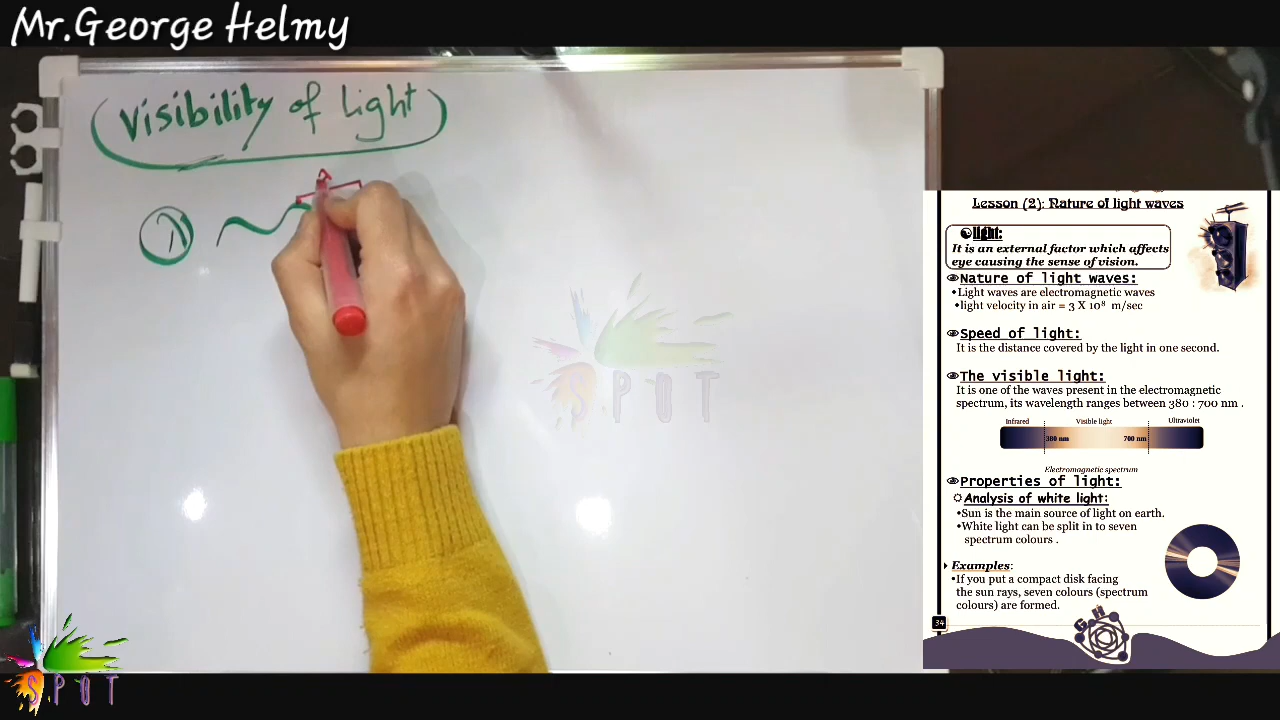 Mr.George Helmy
Visibility of light
λ
SPOT
Lesson (2): Nature of light waves
light:
It is an external factor which affects
eye causing the sense of vision.
Nature of light waves:
•Light waves are electromagnetic waves
•light velocity in air = 3 X 10⁸ m/sec
Speed of light:
It is the distance covered by the light in one second.
The visible light:
It is one of the waves present in the electromagnetic
spectrum, its wavelength ranges between 380 : 700 nm .
Infrared Visible light Ultraviolet
380 nm 700 nm
Electromagnetic spectrum
Properties of light:
Analysis of white light:
•Sun is the main source of light on earth.
•White light can be split in to seven
spectrum colours .
Examples:
•If you put a compact disk facing
the sun rays, seven colours (spectrum
colours) are formed.
34
G H
SPOT